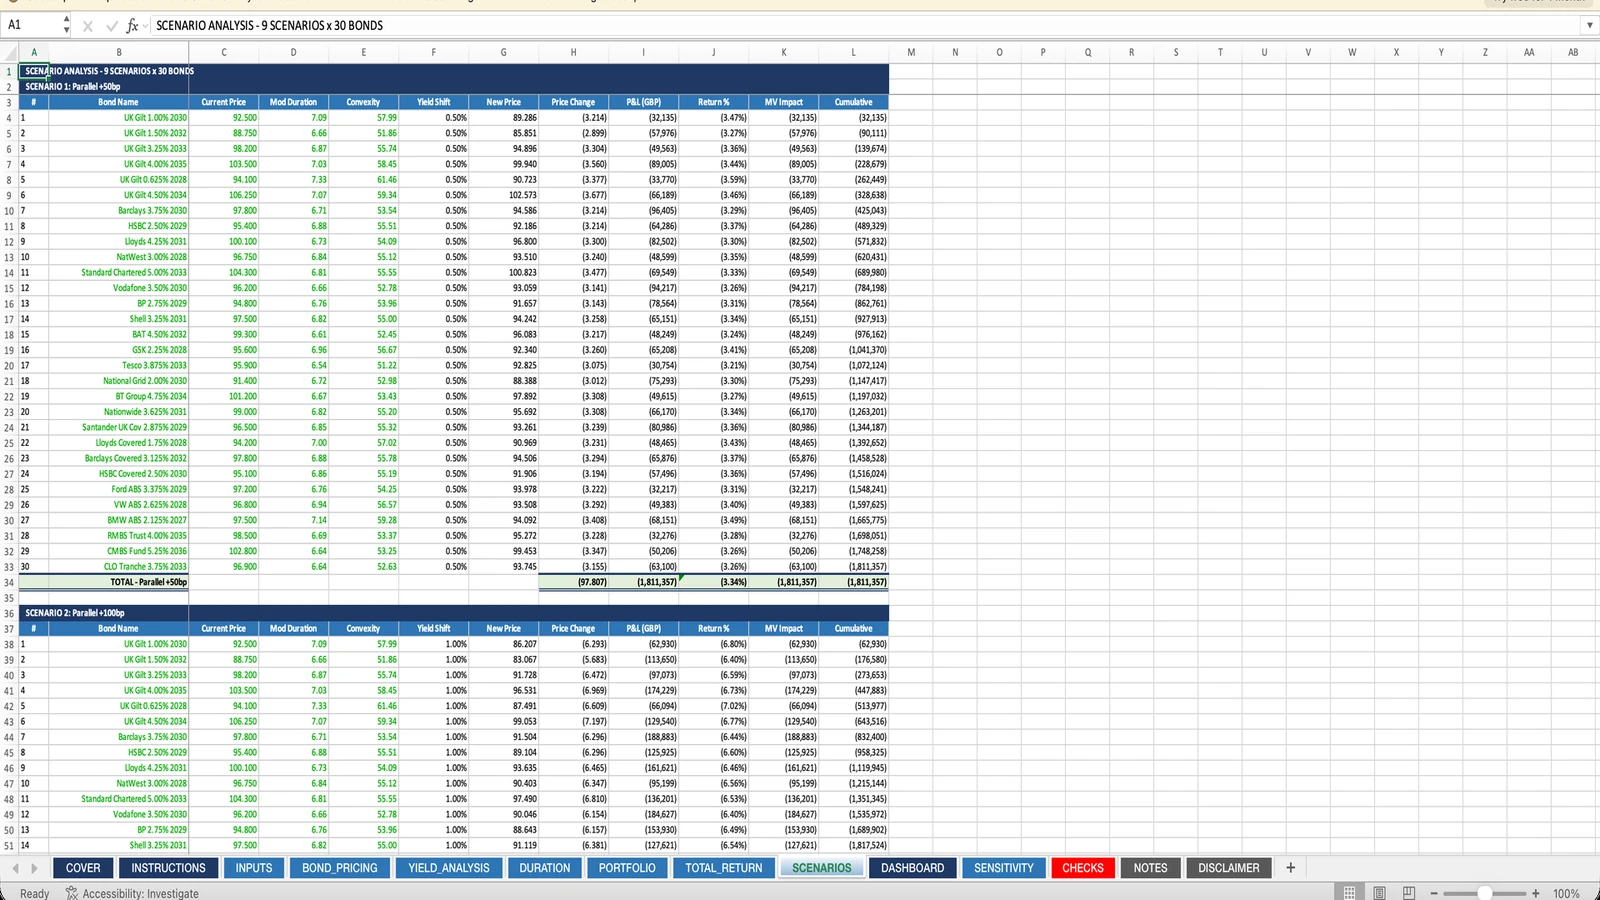 A1 fx SCENARIO ANALYSIS - 9 SCENARIOS x 30 BONDS
A B C D E F G H I J K L M N O P Q R S T U V W X Y Z AA AB
1 SCENARIO ANALYSIS - 9 SCENARIOS x 30 BONDS
2 SCENARIO 1: Parallel +50bp
3 # Bond Name Current Price Mod Duration Convexity Yield Shift New Price Price Change P&L (GBP) Return % MV Impact Cumulative
4 1 UK Gilt 1.00% 2030 92.500 7.09 57.99 0.50% 89.286 (3.214) (32,135) (3.47%) (32,135) (32,135)
5 2 UK Gilt 1.50% 2032 88.750 6.66 51.86 0.50% 85.851 (2.899) (57,976) (3.27%) (57,976) (90,111)
6 3 UK Gilt 3.25% 2033 98.200 6.87 55.74 0.50% 94.896 (3.304) (49,563) (3.36%) (49,563) (139,674)
7 4 UK Gilt 4.00% 2035 103.500 7.03 58.45 0.50% 99.940 (3.560) (89,005) (3.44%) (89,005) (228,679)
8 5 UK Gilt 0.625% 2028 94.100 7.33 61.46 0.50% 90.723 (3.377) (33,770) (3.59%) (33,770) (262,449)
9 6 UK Gilt 4.50% 2034 106.250 7.07 59.34 0.50% 102.573 (3.677) (66,189) (3.46%) (66,189) (328,638)
10 7 Barclays 3.75% 2030 97.800 6.71 53.54 0.50% 94.586 (3.214) (96,405) (3.29%) (96,405) (425,043)
11 8 HSBC 2.50% 2029 95.400 6.88 55.51 0.50% 92.186 (3.214) (64,286) (3.37%) (64,286) (489,329)
12 9 Lloyds 4.25% 2031 100.100 6.73 54.09 0.50% 96.800 (3.300) (82,502) (3.30%) (82,502) (571,832)
13 10 NatWest 3.00% 2028 96.750 6.84 55.12 0.50% 93.510 (3.240) (48,599) (3.35%) (48,599) (620,431)
14 11 Standard Chartered 5.00% 2033 104.300 6.81 55.55 0.50% 100.823 (3.477) (69,549) (3.33%) (69,549) (689,980)
15 12 Vodafone 3.50% 2030 96.200 6.66 52.78 0.50% 93.059 (3.141) (94,217) (3.26%) (94,217) (784,198)
16 13 BP 2.75% 2029 94.800 6.76 53.96 0.50% 91.657 (3.143) (78,564) (3.31%) (78,564) (862,761)
17 14 Shell 3.25% 2031 97.500 6.82 55.00 0.50% 94.242 (3.258) (65,151) (3.34%) (65,151) (927,913)
18 15 BAT 4.50% 2032 99.300 6.61 52.45 0.50% 96.083 (3.217) (48,249) (3.24%) (48,249) (976,162)
19 16 GSK 2.25% 2028 95.600 6.96 56.67 0.50% 92.340 (3.260) (65,208) (3.41%) (65,208) (1,041,370)
20 17 Tesco 3.875% 2033 95.900 6.54 51.22 0.50% 92.825 (3.075) (30,754) (3.21%) (30,754) (1,072,124)
21 18 National Grid 2.00% 2030 91.400 6.72 52.98 0.50% 88.388 (3.012) (75,293) (3.30%) (75,293) (1,147,417)
22 19 BT Group 4.75% 2034 101.200 6.67 53.43 0.50% 97.892 (3.308) (49,615) (3.27%) (49,615) (1,197,032)
23 20 Nationwide 3.625% 2031 99.000 6.82 55.20 0.50% 95.692 (3.308) (66,170) (3.34%) (66,170) (1,263,201)
24 21 Santander UK Cov 2.875% 2029 96.500 6.85 55.32 0.50% 93.261 (3.239) (80,986) (3.36%) (80,986) (1,344,187)
25 22 Lloyds Covered 1.75% 2028 94.200 7.00 57.02 0.50% 90.969 (3.231) (48,465) (3.43%) (48,465) (1,392,652)
26 23 Barclays Covered 3.125% 2032 97.800 6.88 55.78 0.50% 94.506 (3.294) (65,876) (3.37%) (65,876) (1,458,528)
27 24 HSBC Covered 2.50% 2030 95.100 6.86 55.19 0.50% 91.906 (3.194) (57,496) (3.36%) (57,496) (1,516,024)
28 25 Ford ABS 3.375% 2029 97.200 6.76 54.25 0.50% 93.978 (3.222) (32,217) (3.31%) (32,217) (1,548,241)
29 26 VW ABS 2.625% 2028 96.800 6.94 56.57 0.50% 93.508 (3.292) (49,383) (3.40%) (49,383) (1,597,625)
30 27 BMW ABS 2.125% 2027 97.500 7.14 59.28 0.50% 94.092 (3.408) (68,151) (3.49%) (68,151) (1,665,775)
31 28 RMBS Trust 4.00% 2035 98.500 6.69 53.37 0.50% 95.272 (3.228) (32,276) (3.28%) (32,276) (1,698,051)
32 29 CMBS Fund 5.25% 2036 102.800 6.64 53.25 0.50% 99.453 (3.347) (50,206) (3.26%) (50,206) (1,748,258)
33 30 CLO Tranche 3.75% 2033 96.900 6.64 52.63 0.50% 93.745 (3.155) (63,100) (3.26%) (63,100) (1,811,357)
34 TOTAL - Parallel +50bp (97.807) (1,811,357) (3.34%) (1,811,357) (1,811,357)
35
36 SCENARIO 2: Parallel +100bp
37 # Bond Name Current Price Mod Duration Convexity Yield Shift New Price Price Change P&L (GBP) Return % MV Impact Cumulative
38 1 UK Gilt 1.00% 2030 92.500 7.09 57.99 1.00% 86.207 (6.293) (62,930) (6.80%) (62,930) (62,930)
39 2 UK Gilt 1.50% 2032 88.750 6.66 51.86 1.00% 83.067 (5.683) (113,650) (6.40%) (113,650) (176,580)
40 3 UK Gilt 3.25% 2033 98.200 6.87 55.74 1.00% 91.728 (6.472) (97,073) (6.59%) (97,073) (273,653)
41 4 UK Gilt 4.00% 2035 103.500 7.03 58.45 1.00% 96.531 (6.969) (174,229) (6.73%) (174,229) (447,883)
42 5 UK Gilt 0.625% 2028 94.100 7.33 61.46 1.00% 87.491 (6.609) (66,094) (7.02%) (66,094) (513,977)
43 6 UK Gilt 4.50% 2034 106.250 7.07 59.34 1.00% 99.053 (7.197) (129,540) (6.77%) (129,540) (643,516)
44 7 Barclays 3.75% 2030 97.800 6.71 53.54 1.00% 91.504 (6.296) (188,883) (6.44%) (188,883) (832,400)
45 8 HSBC 2.50% 2029 95.400 6.88 55.51 1.00% 89.104 (6.296) (125,925) (6.60%) (125,925) (958,325)
46 9 Lloyds 4.25% 2031 100.100 6.73 54.09 1.00% 93.635 (6.465) (161,621) (6.46%) (161,621) (1,119,945)
47 10 NatWest 3.00% 2028 96.750 6.84 55.12 1.00% 90.403 (6.347) (95,199) (6.56%) (95,199) (1,215,144)
48 11 Standard Chartered 5.00% 2033 104.300 6.81 55.55 1.00% 97.490 (6.810) (136,201) (6.53%) (136,201) (1,351,345)
49 12 Vodafone 3.50% 2030 96.200 6.66 52.78 1.00% 90.046 (6.154) (184,627) (6.40%) (184,627) (1,535,972)
50 13 BP 2.75% 2029 94.800 6.76 53.96 1.00% 88.643 (6.157) (153,930) (6.49%) (153,930) (1,689,902)
51 14 Shell 3.25% 2031 97.500 6.82 55.00 1.00% 91.119 (6.381) (127,621) (6.54%) (127,621) (1,817,524)
COVER INSTRUCTIONS INPUTS BOND_PRICING YIELD_ANALYSIS DURATION PORTFOLIO TOTAL_RETURN SCENARIOS DASHBOARD SENSITIVITY CHECKS NOTES DISCLAIMER +
Ready Accessibility: Investigate 100%